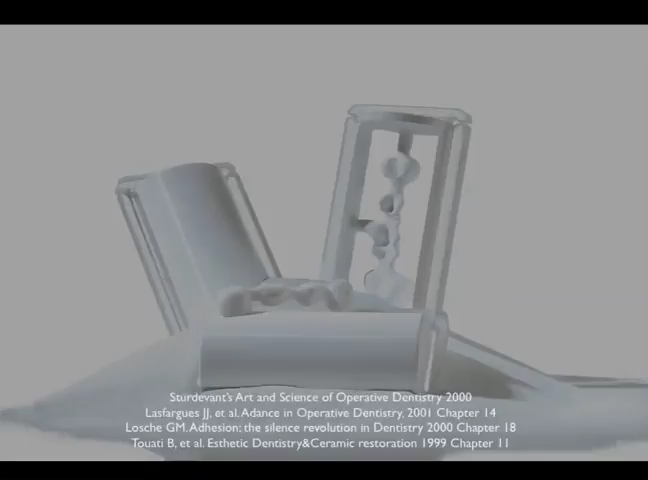 Sturdevant's Art and Science of Operative Dentistry 2000
Lasfargues JJ, et al. Adance in Operative Dentistry, 2001 Chapter 14
Losche GM. Adhesion: the silence revolution in Dentistry 2000 Chapter 18
Touati B, et al. Esthetic Dentistry&Ceramic restoration 1999 Chapter 11